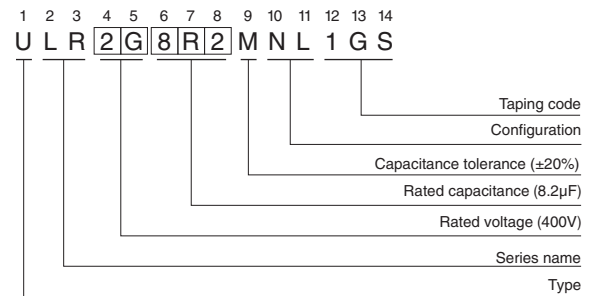 1 2 3 4 5 6 7 8 9 10 11 12 13 14
U L R 2 G 8 R 2 M N L 1 G S
Taping code
Configuration
Capacitance tolerance (±20%)
Rated capacitance (8.2µF)
Rated voltage (400V)
Series name
Type